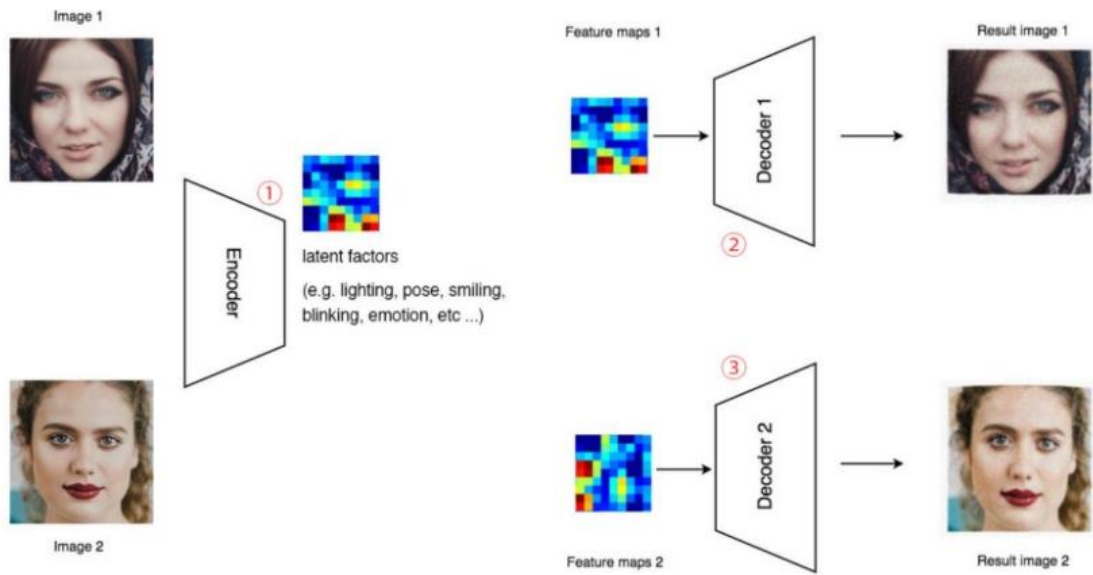 Image 1
Feature maps 1
Result image 1
Decoder 1
①
②
Encoder
latent factors
(e.g. lighting, pose, smiling,
blinking, emotion, etc ...)
③
Decoder 2
Image 2
Feature maps 2
Result image 2